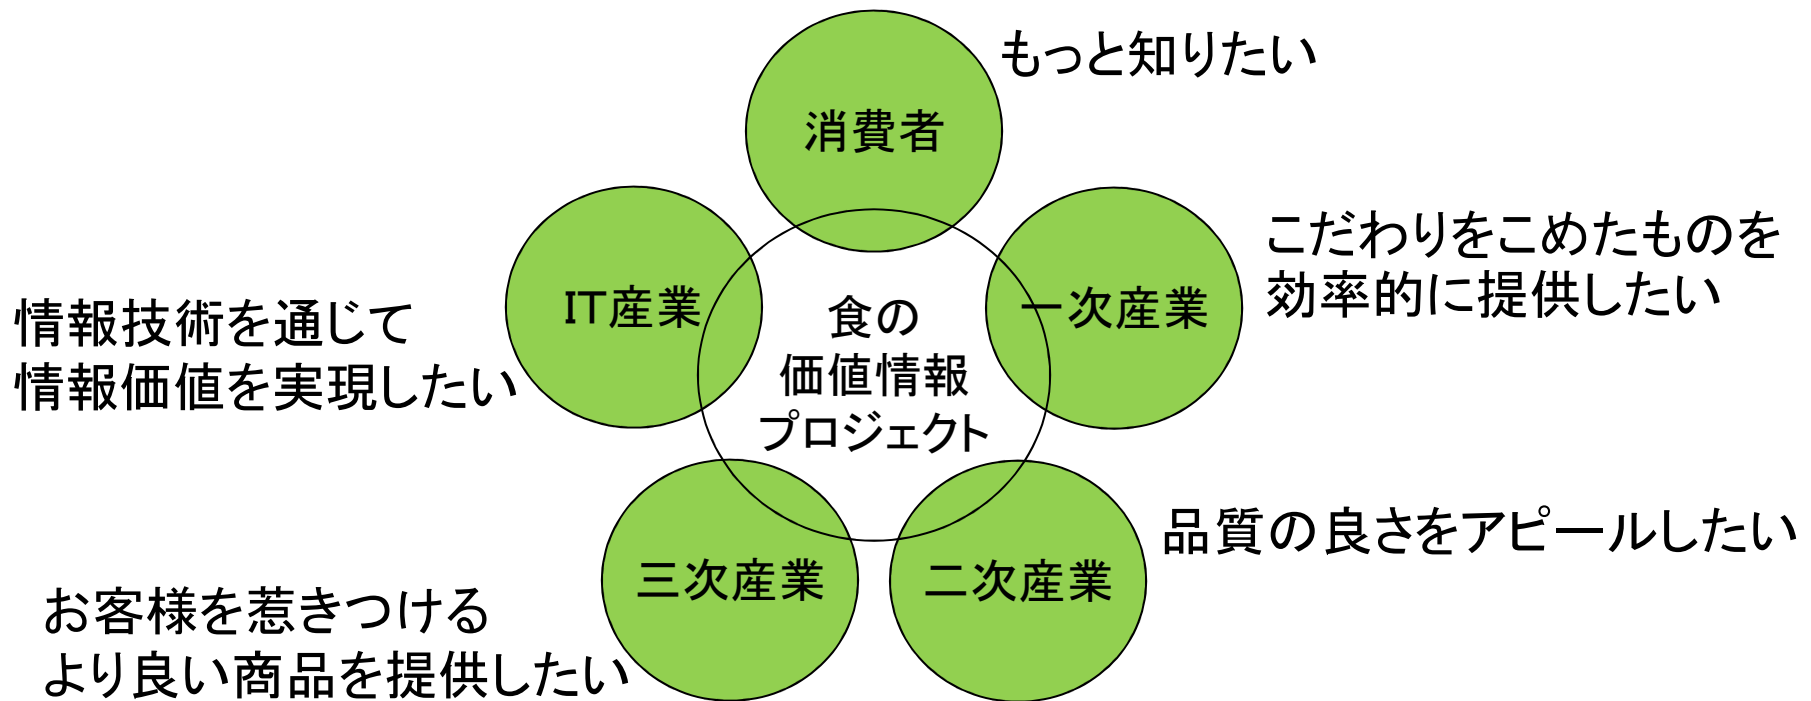 もっと知りたい
消費者
こだわりをこめたものを
効率的に提供したい
一次産業
IT産業
情報技術を通じて
情報価値を実現したい
食の
価値情報
プロジェクト
品質の良さをアピールしたい
二次産業
三次産業
お客様を惹きつける
より良い商品を提供したい